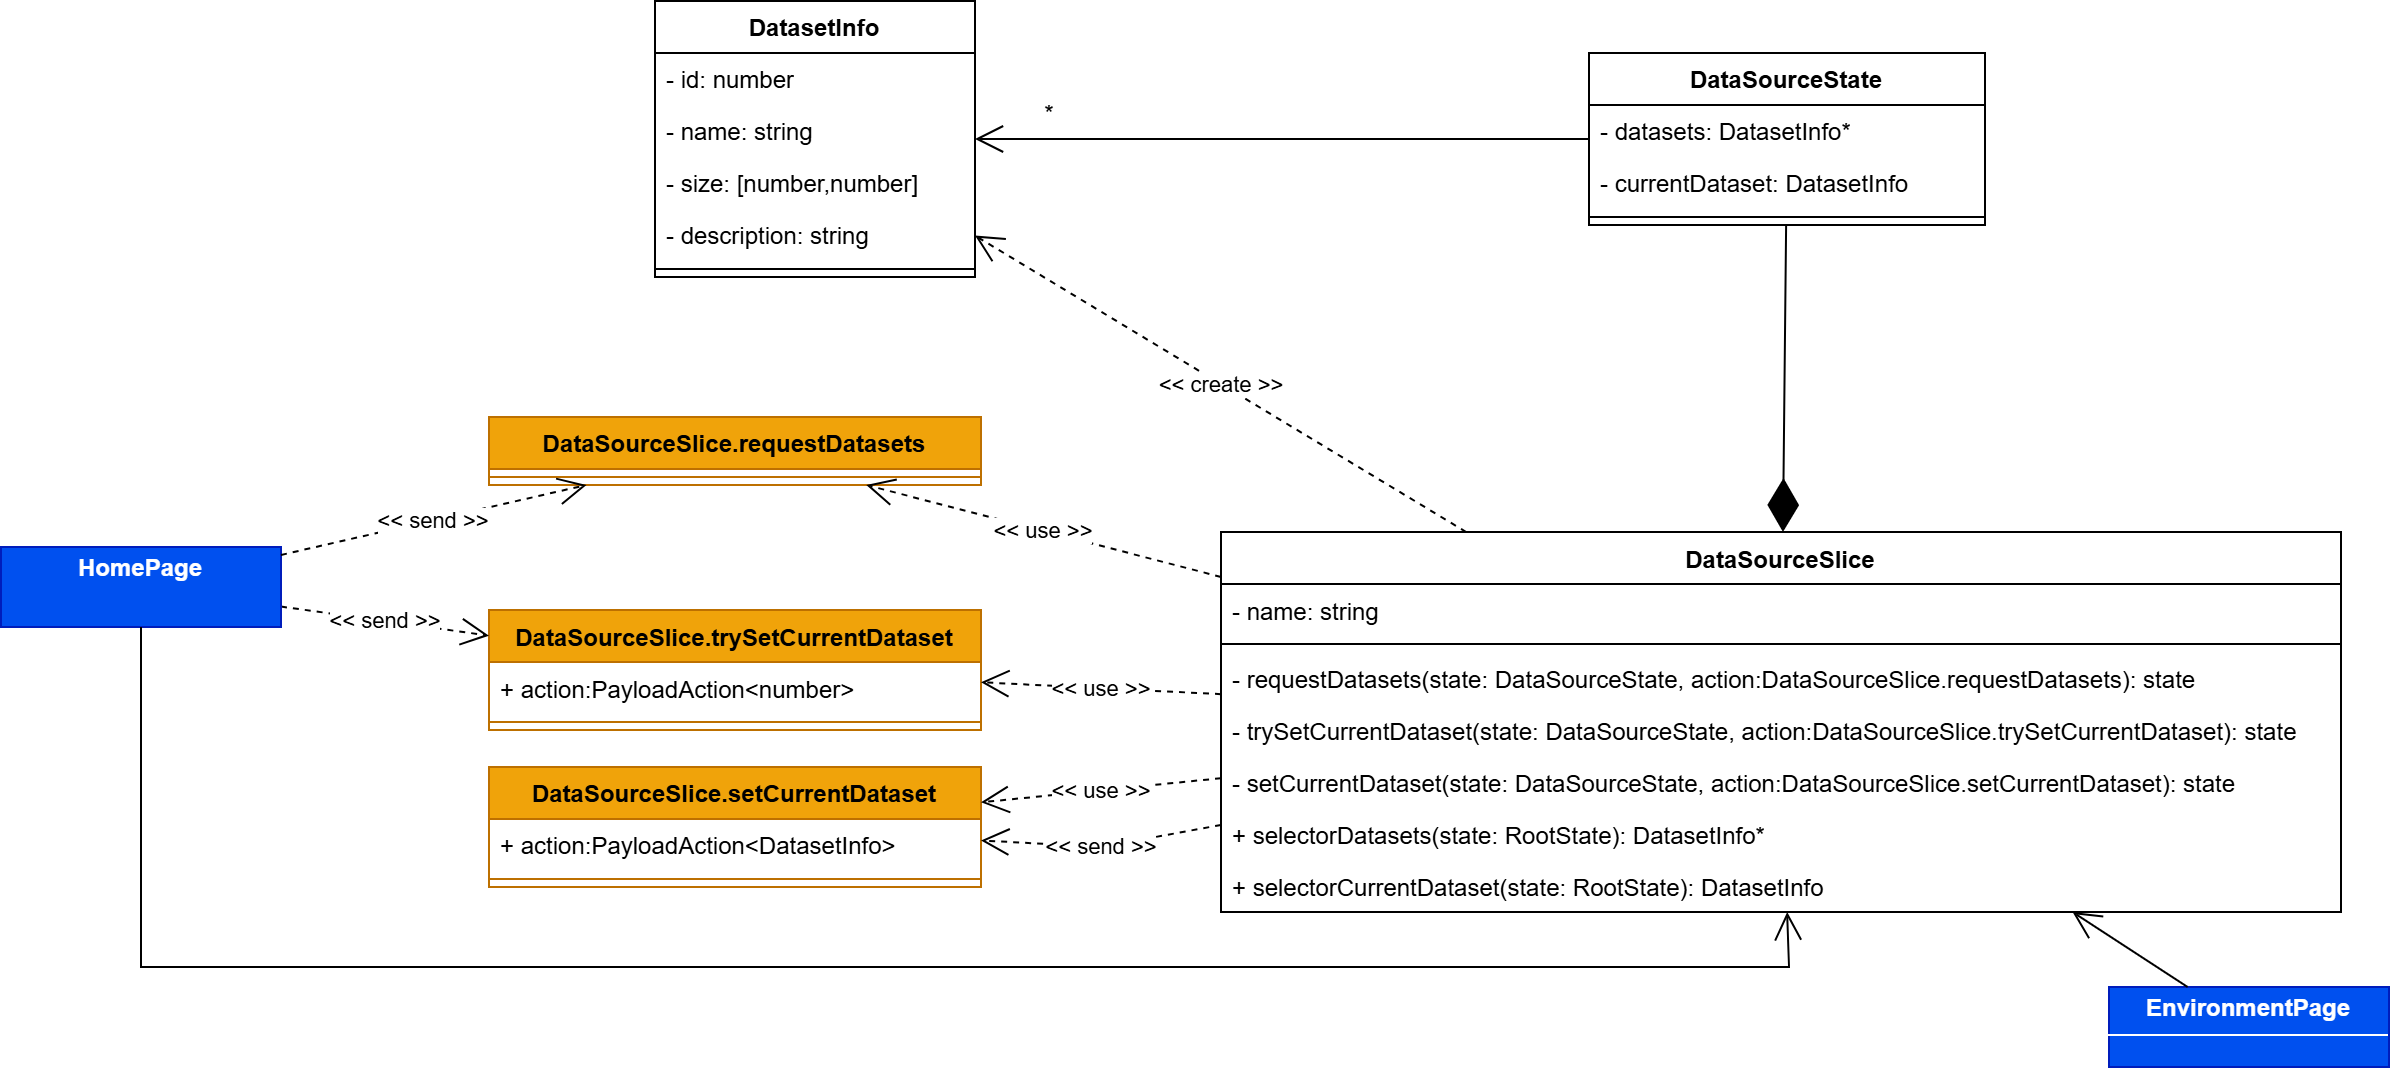 DatasetInfo
- id: number
- name: string
- size: [number,number]
- description: string
*
DataSourceState
- datasets: DatasetInfo*
- currentDataset: DatasetInfo
<< create >>
DataSourceSlice.requestDatasets
<< send >>
<< use >>
HomePage
<< send >>
DataSourceSlice.trySetCurrentDataset
+ action:PayloadAction<number>
<< use >>
DataSourceSlice.setCurrentDataset
+ action:PayloadAction<DatasetInfo>
<< use >>
<< send >>
DataSourceSlice
- name: string
- requestDatasets(state: DataSourceState, action:DataSourceSlice.requestDatasets): state
- trySetCurrentDataset(state: DataSourceState, action:DataSourceSlice.trySetCurrentDataset): state
- setCurrentDataset(state: DataSourceState, action:DataSourceSlice.setCurrentDataset): state
+ selectorDatasets(state: RootState): DatasetInfo*
+ selectorCurrentDataset(state: RootState): DatasetInfo
EnvironmentPage